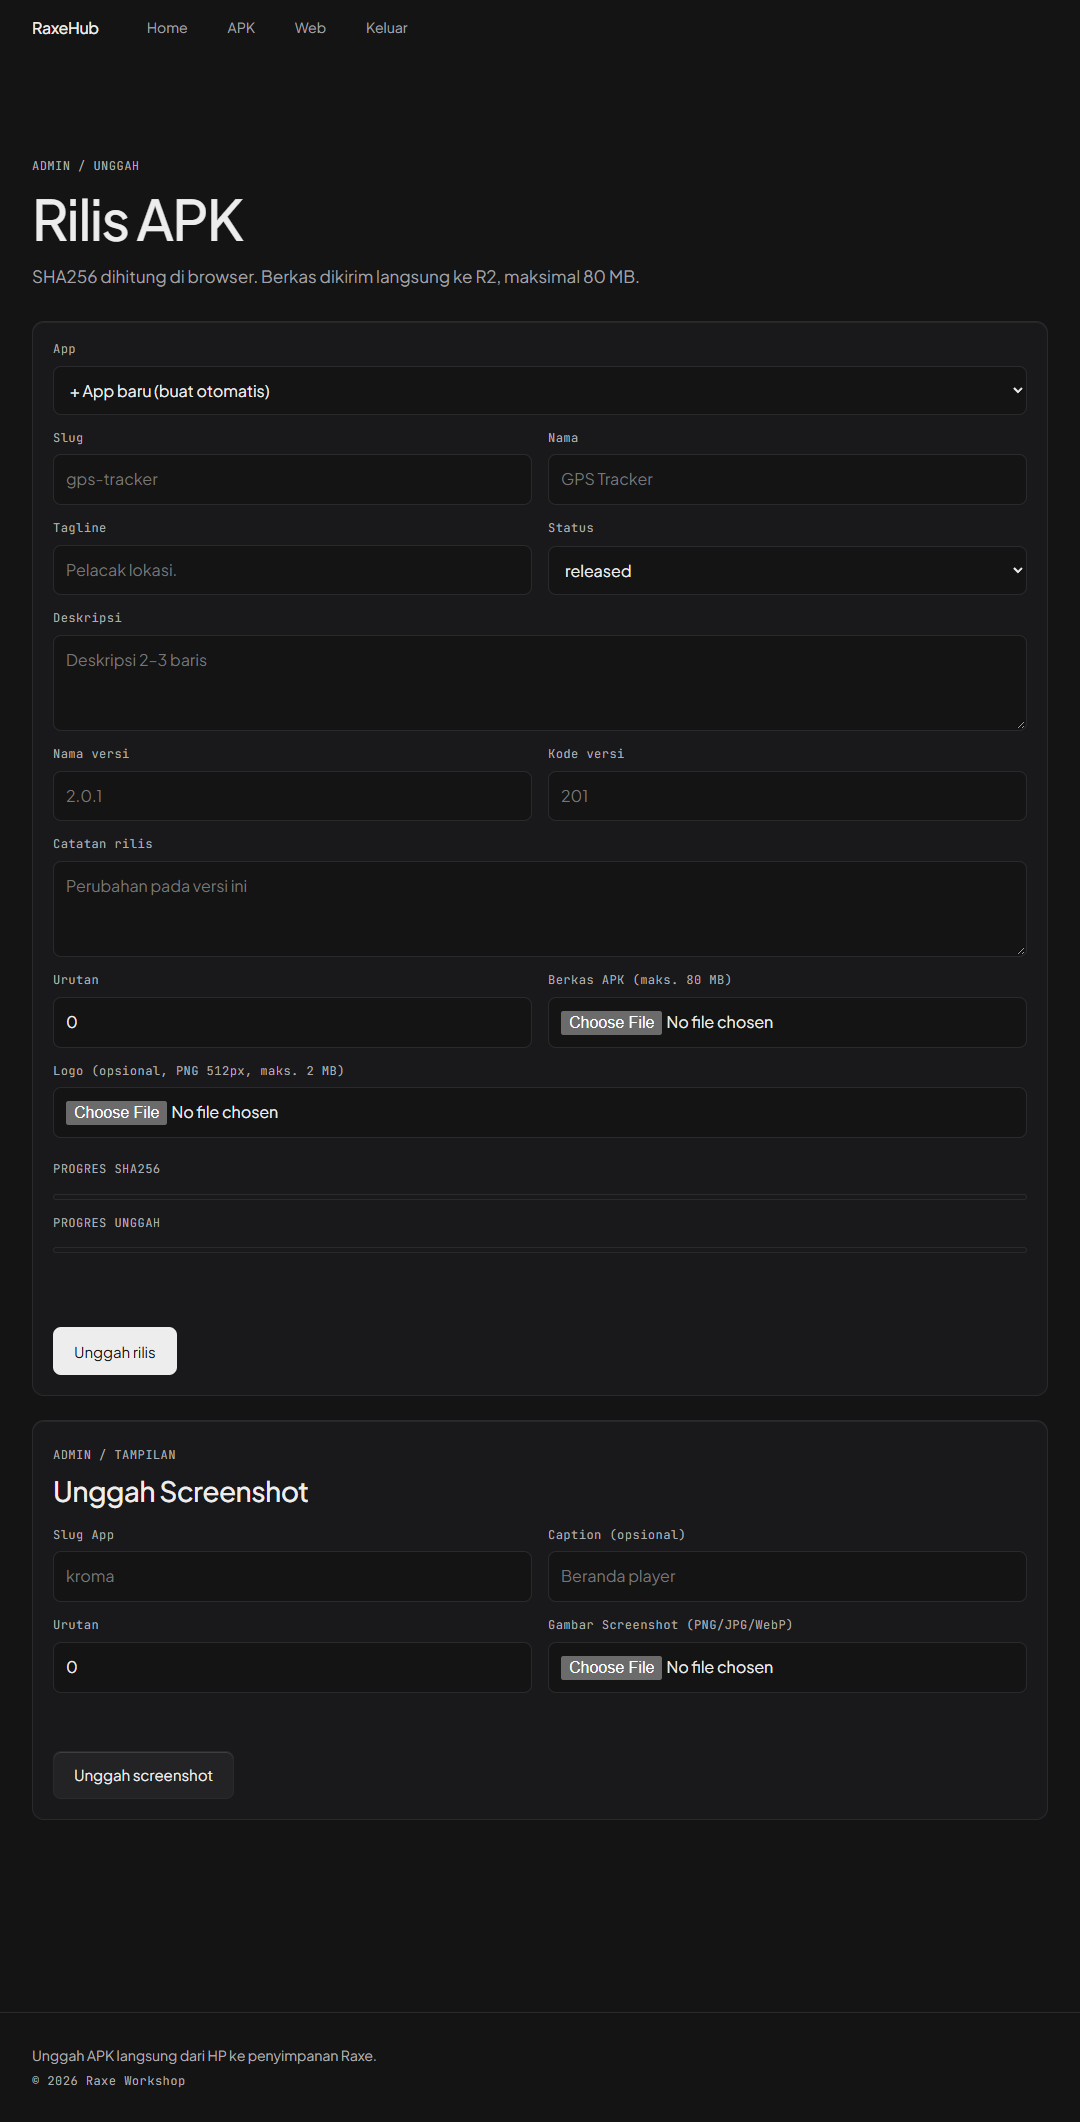 RaxeHub Home APK Web Keluar
ADMIN / UNGGAH
Rilis APK
SHA256 dihitung di browser. Berkas dikirim langsung ke R2, maksimal 80 MB.
App
+ App baru (buat otomatis)
Slug Nama
gps-tracker GPS Tracker
Tagline Status
Pelacak lokasi. released
Deskripsi
Deskripsi 2–3 baris
Nama versi Kode versi
2.0.1 201
Catatan rilis
Perubahan pada versi ini
Urutan Berkas APK (maks. 80 MB)
0 Choose File No file chosen
Logo (opsional, PNG 512px, maks. 2 MB)
Choose File No file chosen
PROGRES SHA256
PROGRES UNGGAH
Unggah rilis
ADMIN / TAMPILAN
Unggah Screenshot
Slug App Caption (opsional)
kroma Beranda player
Urutan Gambar Screenshot (PNG/JPG/WebP)
0 Choose File No file chosen
Unggah screenshot
Unggah APK langsung dari HP ke penyimpanan Raxe.
© 2026 Raxe Workshop